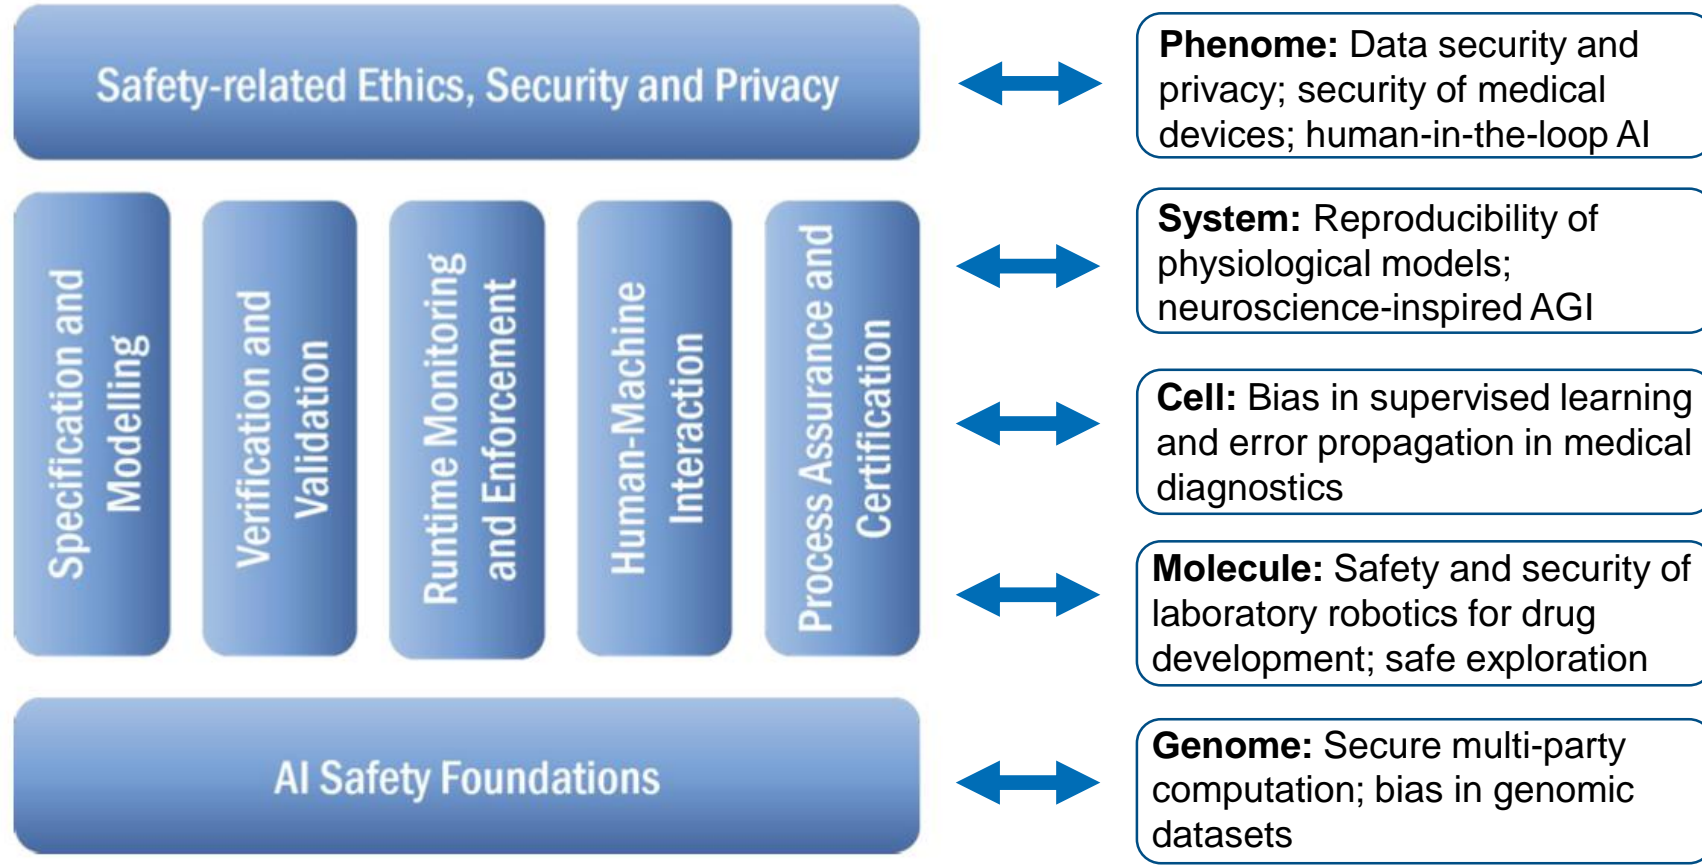 Safety-related Ethics, Security and Privacy
Specification and
Modelling
Verification and
Validation
Runtime Monitoring
and Enforcement
Human-Machine
Interaction
Process Assurance and
Certification
AI Safety Foundations
Phenome: Data security and
privacy; security of medical
devices; human-in-the-loop AI
System: Reproducibility of
physiological models;
neuroscience-inspired AGI
Cell: Bias in supervised learning
and error propagation in medical
diagnostics
Molecule: Safety and security of
laboratory robotics for drug
development; safe exploration
Genome: Secure multi-party
computation; bias in genomic
datasets